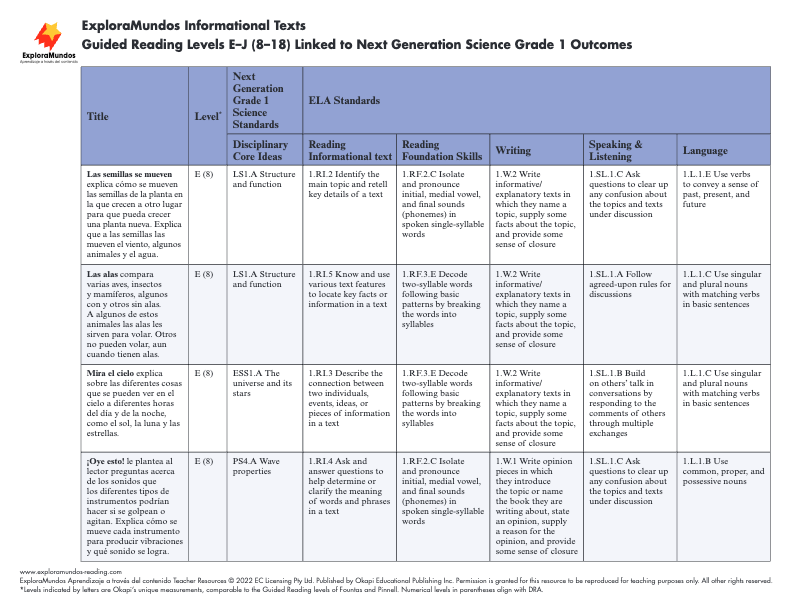 ExploraMundos Informational Texts
Guided Reading Levels E–J (8–18) Linked to Next Generation Science Grade 1 Outcomes
ExploraMundos
Aprendizaje a través del contenido
Title
Level*
Next
Generation
Grade 1
Science
Standards
ELA Standards
Disciplinary
Core Ideas
Reading
Informational text
Reading
Foundation Skills
Writing
Speaking &
Listening
Language
Las semillas se mueven
explica cómo se mueven
las semillas de la planta en
la que crecen a otro lugar
para que pueda crecer
una planta nueva. Explica
que a las semillas las
mueven el viento, algunos
animales y el agua.
E (8)
LS1.A Structure
and function
1.RI.2 Identify the
main topic and retell
key details of a text
1.RF.2.C Isolate
and pronounce
initial, medial vowel,
and final sounds
(phonemes) in
spoken single-syllable
words
1.W.2 Write
informative/
explanatory texts in
which they name a
topic, supply some
facts about the topic,
and provide some
sense of closure
1.SL.1.C Ask
questions to clear up
any confusion about
the topics and texts
under discussion
1.L.1.E Use verbs
to convey a sense of
past, present, and
future
Las alas compara
varias aves, insectos
y mamíferos, algunos
con y otros sin alas.
A algunos de estos
animales las alas les
sirven para volar. Otros
no pueden volar, aun
cuando tienen alas.
E (8)
LS1.A Structure
and function
1.RI.5 Know and use
various text features
to locate key facts or
information in a text
1.RF.3.E Decode
two-syllable words
following basic
patterns by breaking
the words into
syllables
1.W.2 Write
informative/
explanatory texts in
which they name a
topic, supply some
facts about the topic,
and provide some
sense of closure
1.SL.1.A Follow
agreed-upon rules for
discussions
1.L.1.C Use singular
and plural nouns
with matching verbs
in basic sentences
Mira el cielo explica
sobre las diferentes cosas
que se pueden ver en el
cielo a diferentes horas
del día y de la noche,
como el sol, la luna y las
estrellas.
E (8)
ESS1.A The
universe and its
stars
1.RI.3 Describe the
connection between
two individuals,
events, ideas, or
pieces of information
in a text
1.RF.3.E Decode
two-syllable words
following basic
patterns by breaking
the words into
syllables
1.W.2 Write
informative/
explanatory texts in
which they name a
topic, supply some
facts about the topic,
and provide some
sense of closure
1.SL.1.B Build
on others' talk in
conversations by
responding to the
comments of others
through multiple
exchanges
1.L.1.C Use singular
and plural nouns
with matching verbs
in basic sentences
¡Oye esto! le plantea al
lector preguntas acerca
de los sonidos que
los diferentes tipos de
instrumentos podrían
hacer si se golpean o
agitan. Explica cómo se
mueve cada instrumento
para producir vibraciones
y qué sonido se logra.
E (8)
PS4.A Wave
properties
1.RI.4 Ask and
answer questions to
help determine or
clarify the meaning
of words and phrases
in a text
1.RF.2.C Isolate
and pronounce
initial, medial vowel,
and final sounds
(phonemes) in
spoken single-syllable
words
1.W.1 Write opinion
pieces in which
they introduce
the topic or name
the book they are
writing about, state
an opinion, supply
a reason for the
opinion, and provide
some sense of closure
1.SL.1.C Ask
questions to clear up
any confusion about
the topics and texts
under discussion
1.L.1.B Use
common, proper, and
possessive nouns
www.exploramundos-reading.com
ExploraMundos Aprendizaje a través del contenido Teacher Resources © 2022 EC Licensing Pty Ltd. Published by Okapi Educational Publishing Inc. Permission is granted for this resource to be reproduced for teaching purposes only. All other rights reserved.
*Levels indicated by letters are Okapi's unique measurements, comparable to the Guided Reading levels of Fountas and Pinnell. Numerical levels in parentheses align with DRA.